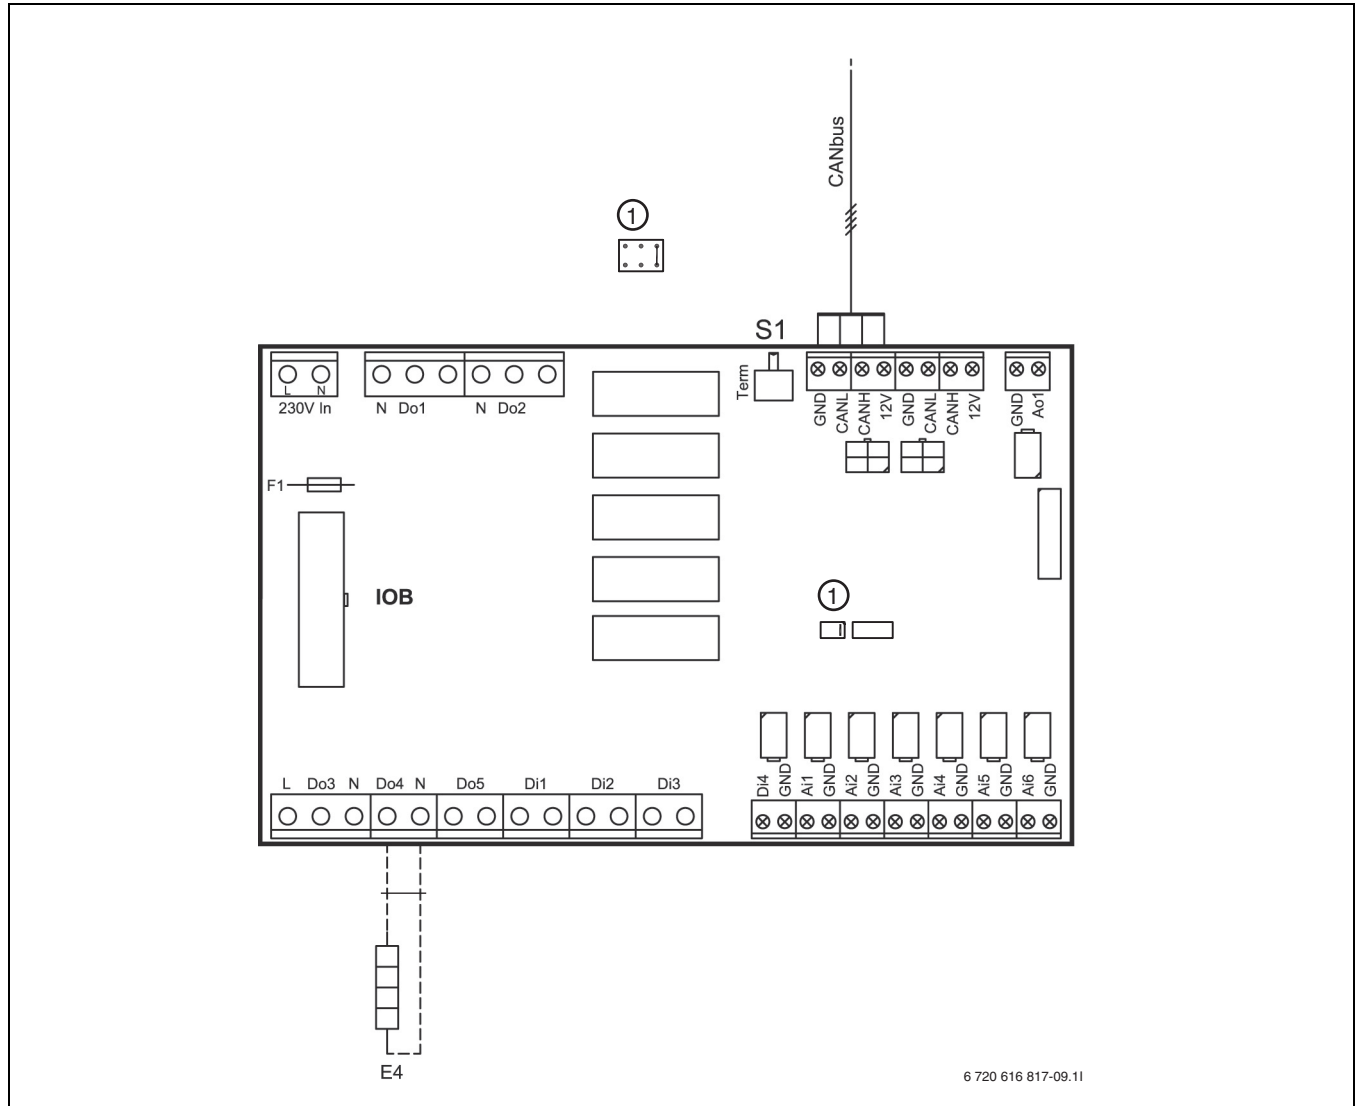 CANbus
1
S1
Term
L N
230V In
N Do1 N Do2
GND CANL CANH 12V GND CANL CANH 12V
GND Ao1
F1
IOB
1
L Do3 N Do4 N Do5 Di1 Di2 Di3
Di4 GND Ai1 GND Ai2 GND Ai3 GND Ai4 GND Ai5 GND Ai6 GND
E4
6 720 616 817-09.1I